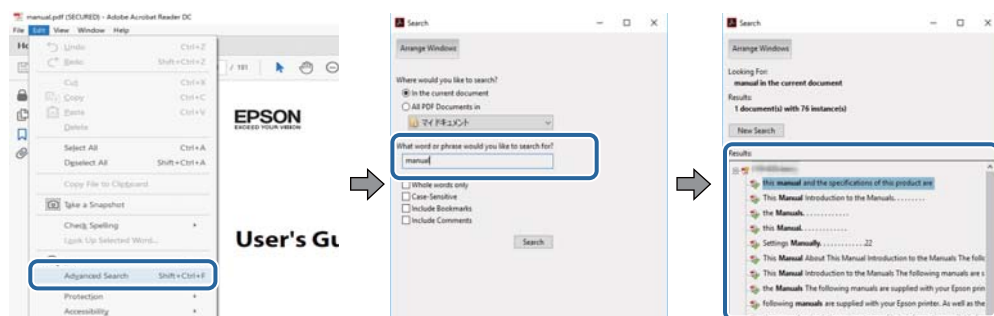 manual.pdf (SECURED) - Adobe Acrobat Reader DC
File Edit View Window Help
Undo Ctrl+Z
Redo Shift+Ctrl+Z
Cut Ctrl+X
Copy Ctrl+C
Paste Ctrl+V
Delete
Select All Ctrl+A
Deselect All Shift+Ctrl+A
Copy File to Clipboard
Take a Snapshot
Check Spelling
Look Up Selected Word...
Advanced Search Shift+Ctrl+F
Protection
Accessibility
EPSON
EXCEED YOUR VISION
User's Gu
Search
Arrange Windows
Where would you like to search?
In the current document
All PDF Documents in
マイ ドキュメント
What word or phrase would you like to search for?
manual
Whole words only
Case-Sensitive
Include Bookmarks
Include Comments
Search
Search
Arrange Windows
Looking For:
manual in the current document
Results:
1 document(s) with 76 instance(s)
New Search
Results:
this manual and the specifications of this product are
This Manual Introduction to the Manuals. . . . . . . . .
the Manuals. . . . . . . . . . . .
this Manual. . . . . . . . . . . .
Settings Manually. . . . . . . . . . . . 22
This Manual About This Manual Introduction to the Manuals The follo
This Manual Introduction to the Manuals The following manuals are s
the Manuals The following manuals are supplied with your Epson prin
following manuals are supplied with your Epson printer. As well as the